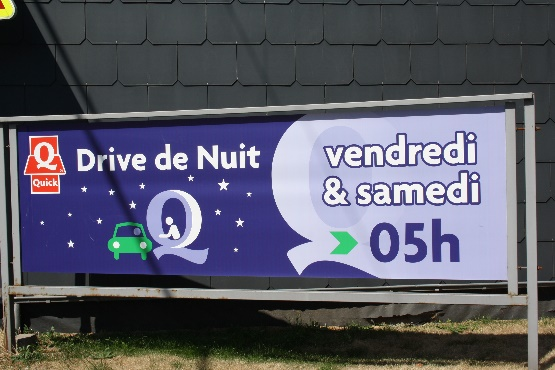 Q
Quick
Drive de Nuit
Q
vendredi
& samedi
05h